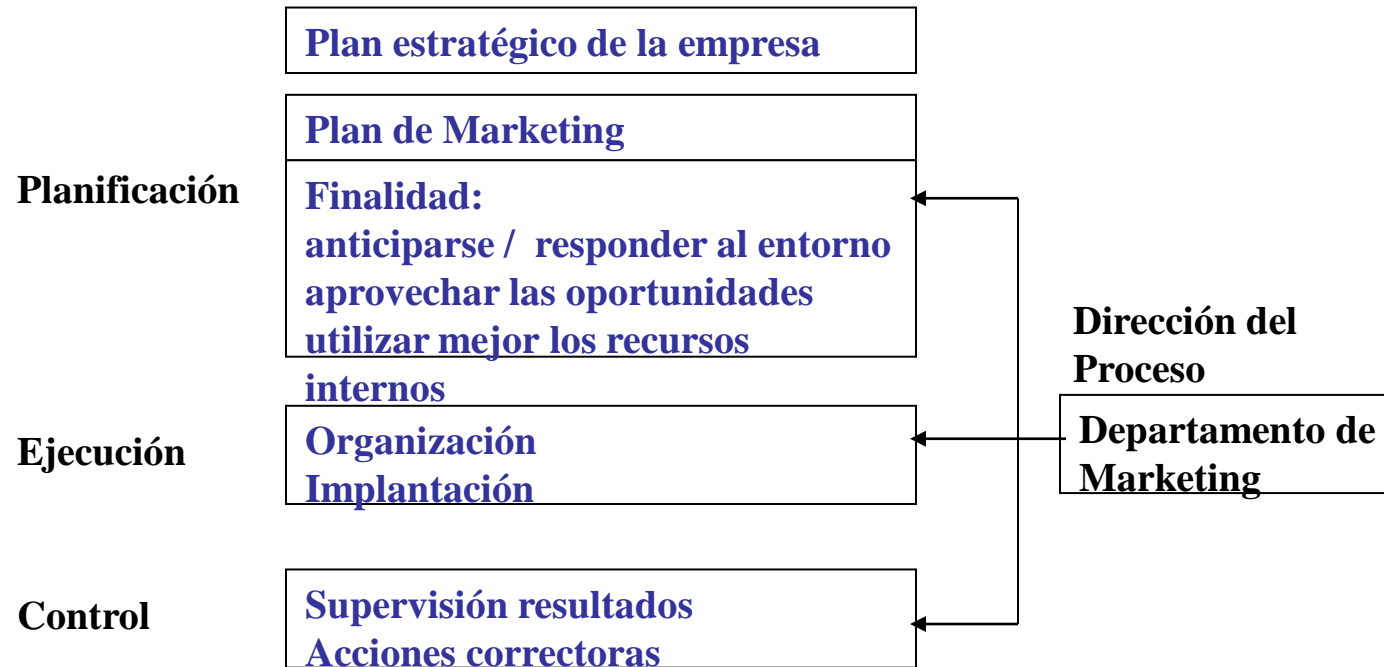 Plan estratégico de la empresa
Plan de Marketing
Planificación
Finalidad:
anticiparse / responder al entorno
aprovechar las oportunidades
utilizar mejor los recursos
internos
Dirección del
Proceso
Departamento de
Marketing
Ejecución
Organización
Implantación
Control
Supervisión resultados
Acciones correctoras